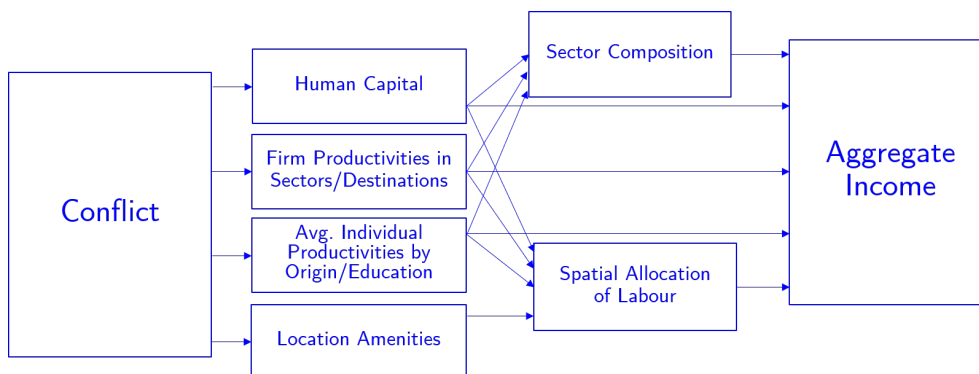 Conflict
Human Capital
Firm Productivities in
Sectors/Destinations
Avg. Individual
Productivities by
Origin/Education
Location Amenities
Sector Composition
Spatial Allocation
of Labour
Aggregate
Income